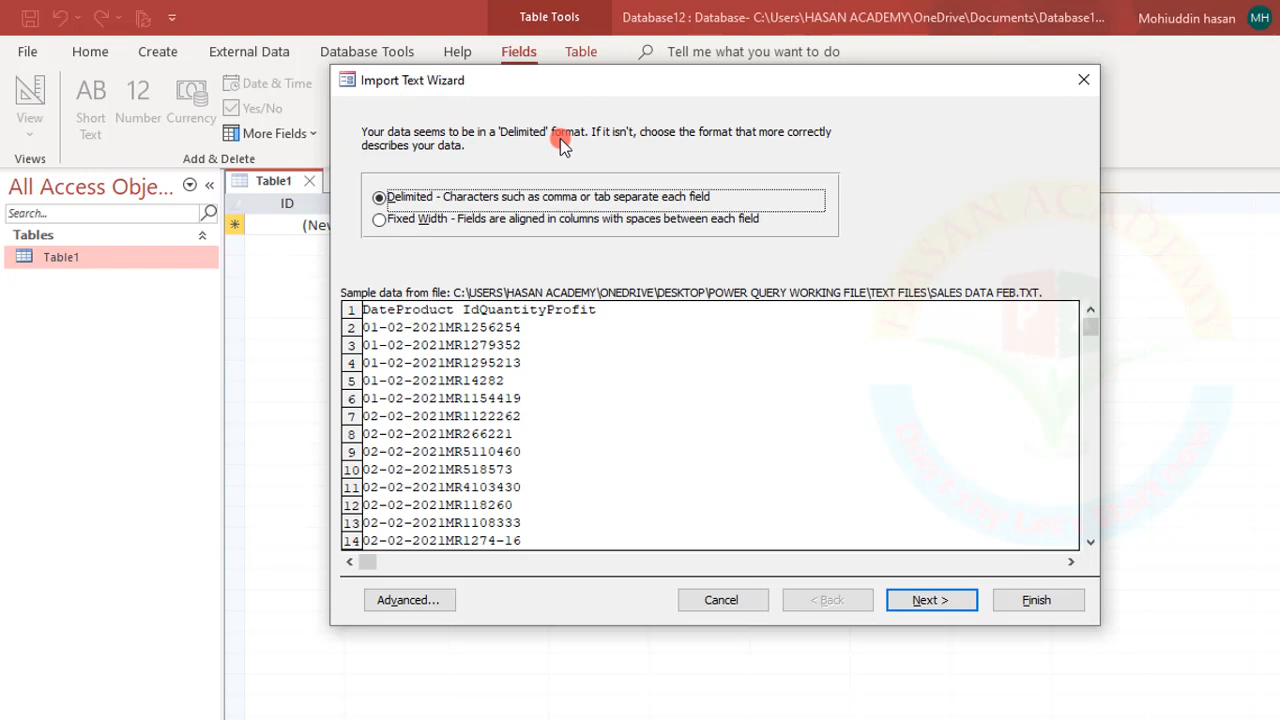 Table Tools
Database12 : Database- C:\Users\HASAN ACADEMY\OneDrive\Documents\Database1...
Mohiuddin hasan
MH
File
Home
Create
External Data
Database Tools
Help
Fields
Table
Tell me what you want to do
View
AB
Short Text
12
Number
Currency
Date & Time
Yes/No
More Fields
Views
Add & Delete
All Access Obje...
Search...
Tables
Table1
Table1
ID
(New
Import Text Wizard
Your data seems to be in a 'Delimited' format. If it isn't, choose the format that more correctly
describes your data.
Delimited - Characters such as comma or tab separate each field
Fixed Width - Fields are aligned in columns with spaces between each field
Sample data from file: C:\USERS\HASAN ACADEMY\ONEDRIVE\DESKTOP\POWER QUERY WORKING FILE\TEXT FILES\SALES DATA FEB.TXT.
1 DateProduct IdQuantityProfit
2 01-02-2021MR1256254
3 01-02-2021MR1279352
4 01-02-2021MR1295213
5 01-02-2021MR14282
6 01-02-2021MR1154419
7 02-02-2021MR1122262
8 02-02-2021MR266221
9 02-02-2021MR5110460
10 02-02-2021MR518573
11 02-02-2021MR4103430
12 02-02-2021MR118260
13 02-02-2021MR1108333
14 02-02-2021MR1274-16
Advanced...
Cancel
< Back
Next >
Finish
HASAN ACADEMY
P